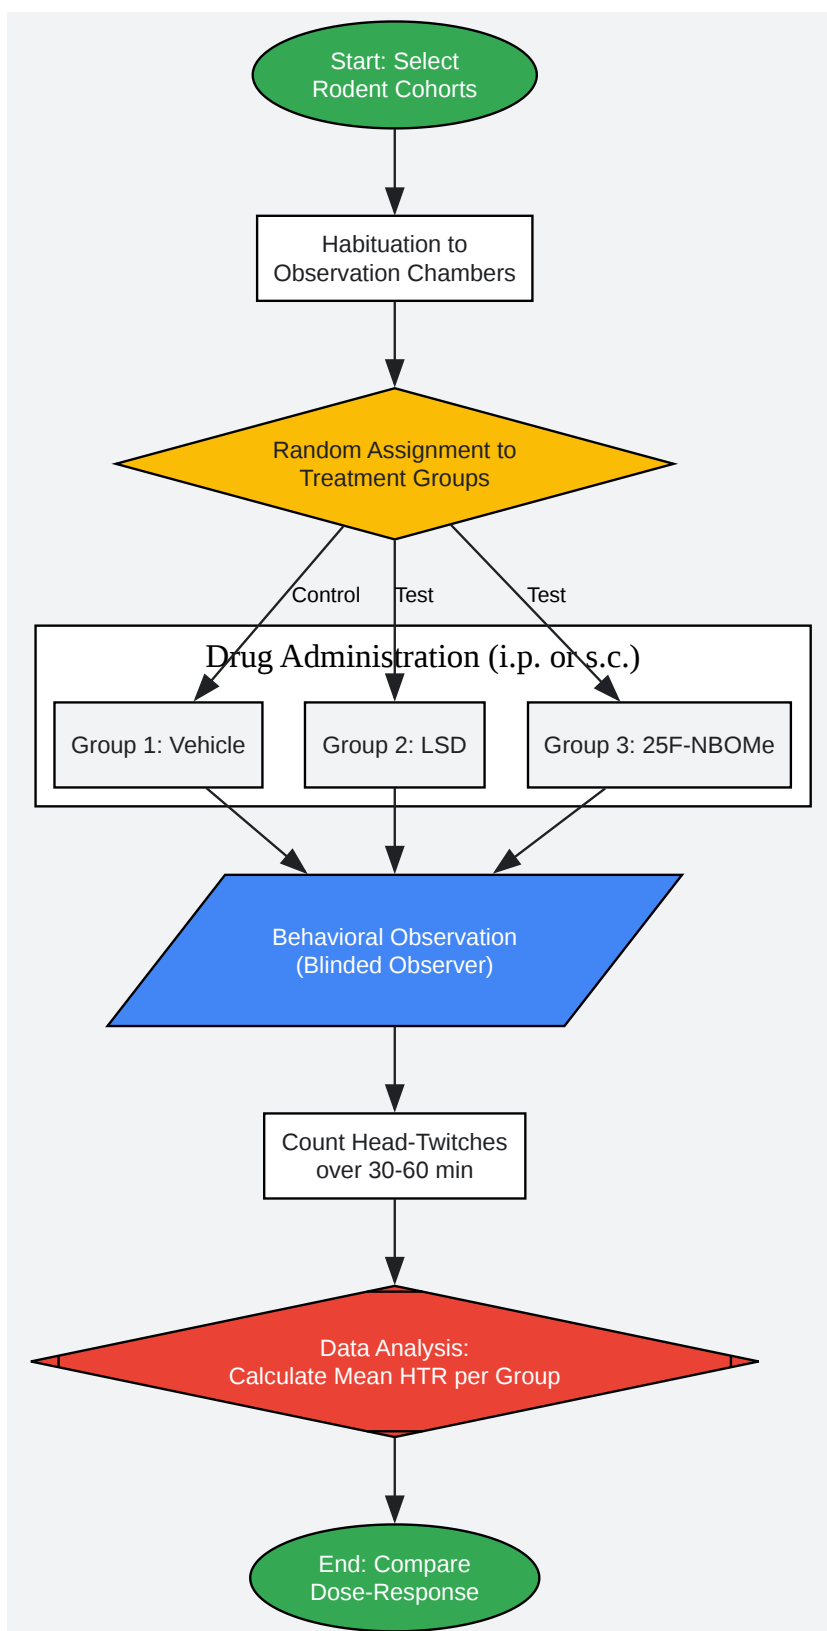 Start: Select
Rodent Cohorts
Habituation to
Observation Chambers
Random Assignment to
Treatment Groups
Control
Test
Test
Drug Administration (i.p. or s.c.)
Group 1: Vehicle
Group 2: LSD
Group 3: 25F-NBOMe
Behavioral Observation
(Blinded Observer)
Count Head-Twitches
over 30-60 min
Data Analysis:
Calculate Mean HTR per Group
End: Compare
Dose-Response